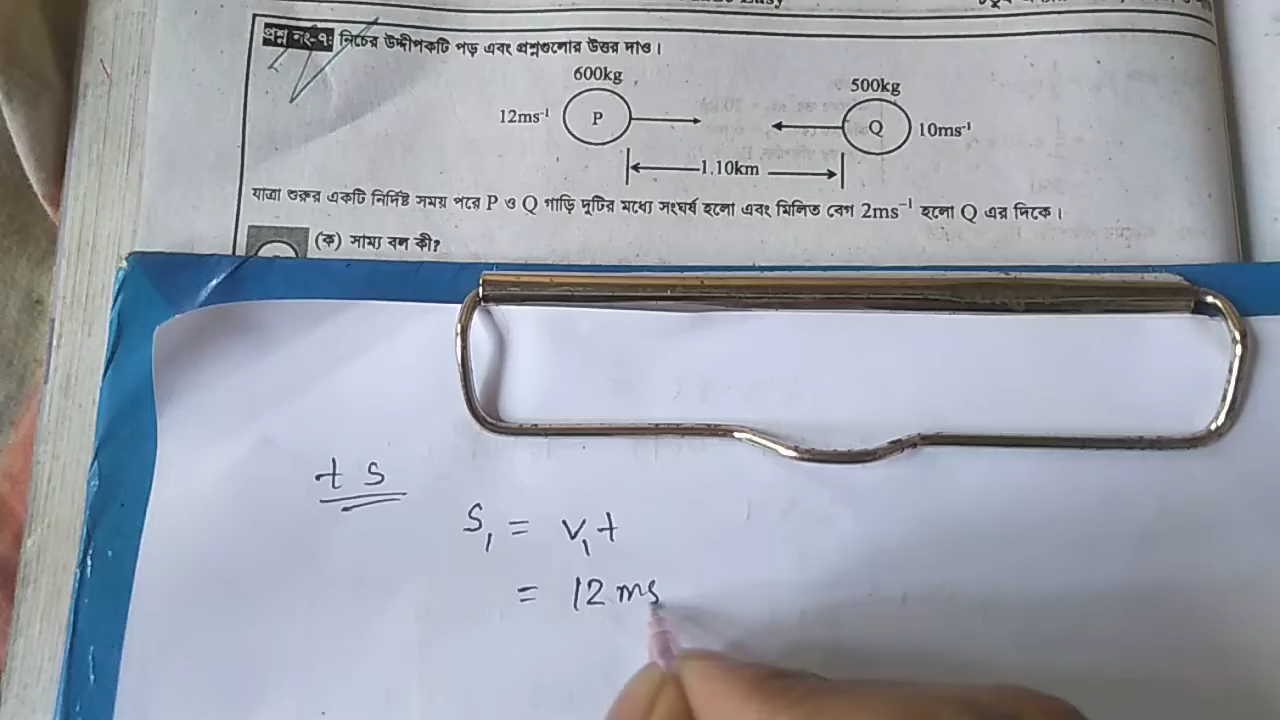 প্রশ্ন নং-৭: নিচের উদ্দীপকটি পড় এবং প্রশ্নগুলোর উত্তর দাও।
600kg 500kg
12ms⁻¹ P Q 10ms⁻¹
1.10km
যাত্রা শুরুর একটি নির্দিষ্ট সময় পরে P ও Q গাড়ি দুটির মধ্যে সংঘর্ষ হলো এবং মিলিত বেগ 2ms⁻¹ হলো Q এর দিকে।
(ক) সাম্য বল কী?
t s
S₁ = v₁t
= 12 ms